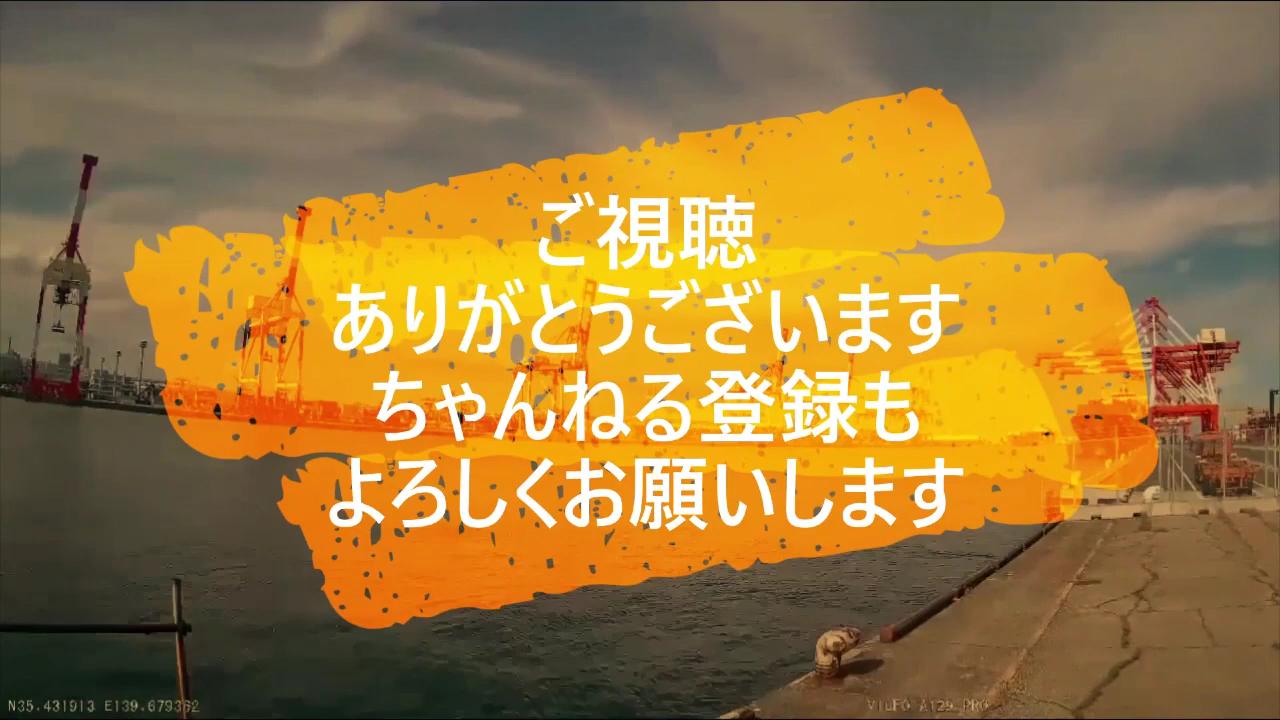 ご視聴
ありがとうございます
ちゃんねる登録も
よろしくお願いします
N35.431913 E139.679362
VIOFO A129 PRO